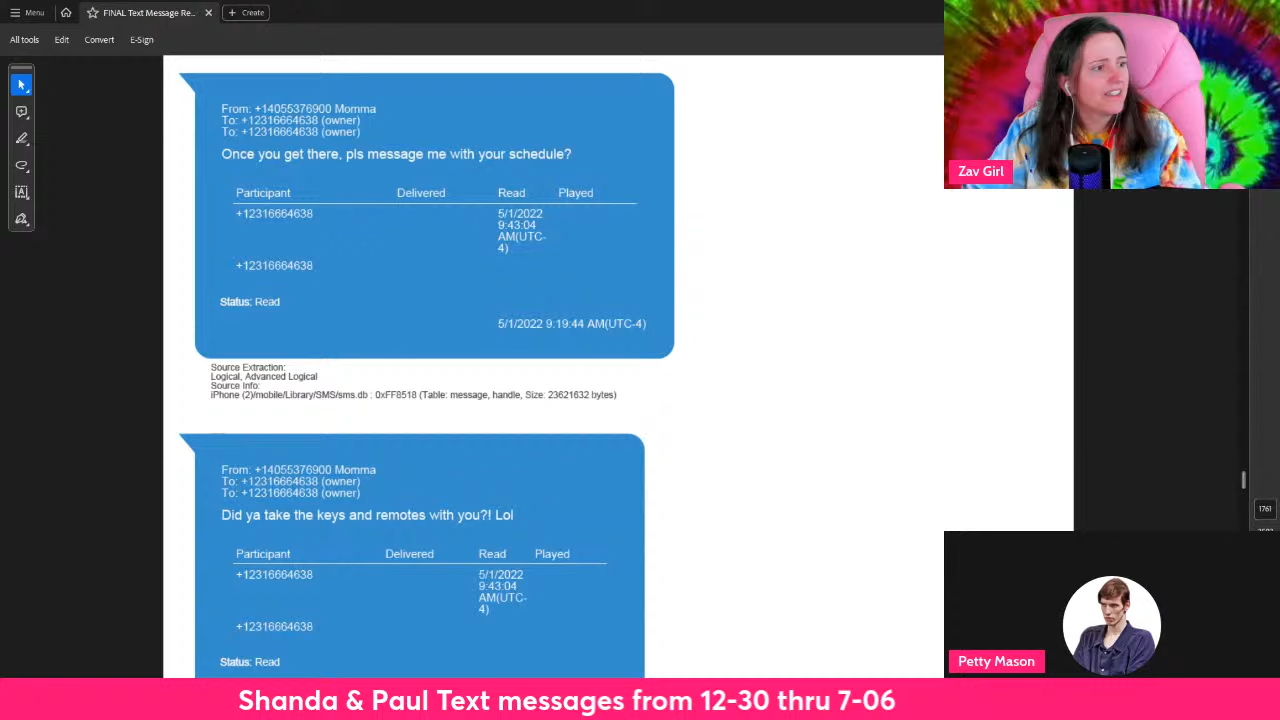 Menu
FINAL Text Message Re...
Create
All tools Edit Convert E-Sign
From: +14055376900 Momma
To: +12316664638 (owner)
To: +12316664638 (owner)
Once you get there, pls message me with your schedule?
Participant Delivered Read Played
+12316664638 5/1/2022
9:43:04
AM(UTC-
4)
+12316664638
Status: Read
5/1/2022 9:19:44 AM(UTC-4)
Source Extraction:
Logical, Advanced Logical
Source Info:
iPhone (2)/mobile/Library/SMS/sms.db : 0xFF8518 (Table: message, handle, Size: 23621632 bytes)
From: +14055376900 Momma
To: +12316664638 (owner)
To: +12316664638 (owner)
Did ya take the keys and remotes with you?! Lol
Participant Delivered Read Played
+12316664638 5/1/2022
9:43:04
AM(UTC-
4)
+12316664638
Status: Read
Zav Girl
1761
Petty Mason
Shanda & Paul Text messages from 12-30 thru 7-06